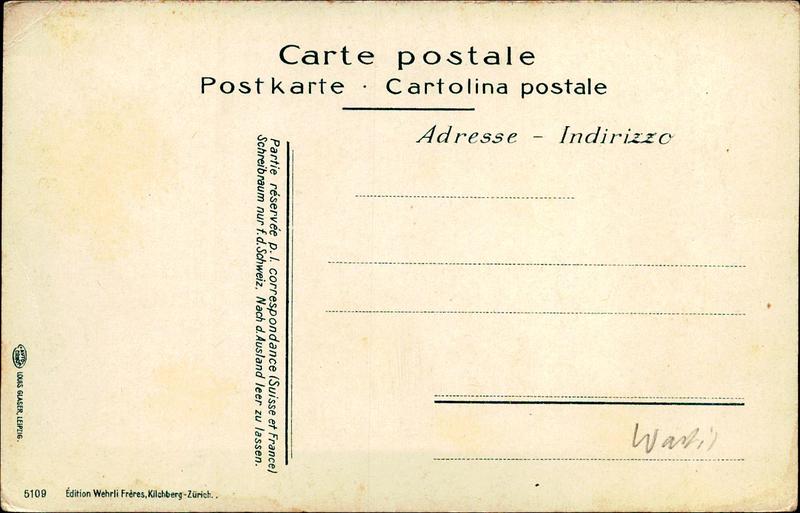 Carte postale
Postkarte · Cartolina postale
Adresse – Indirizzo
Partie réservée p. l. correspondance (Suisse et France)
Schreibraum nur f. d. Schweiz. Nach d. Ausland leer zu lassen.
LOUIS GLASER, LEIPZIG.
5109 Édition Wehrli Fréres, Kilchberg-Zürich.